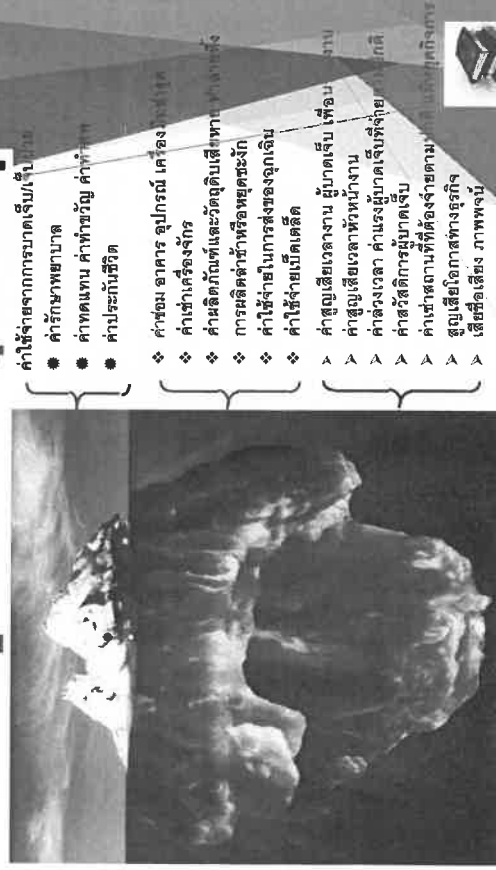 ค่าใช้จ่ายจากการบาดเจ็บ/เจ็บป่วย
ค่ารักษาพยาบาล
ค่าทดแทน ค่าทำขวัญ ค่าทำศพ
ค่าประกันชีวิต
ค่าซ่อม อาคาร อุปกรณ์ เครื่อง
ค่าเช่าเครื่องจักร
ค่าผลิตภัณฑ์และวัตถุดิบเสียหาย
การผลิตล่าช้าหรือหยุดชะงัก
ค่าใช้จ่ายในการส่งของฉุกเฉิน
ค่าใช้จ่ายเบ็ดเตล็ด
ค่าสูญเสียเวลางาน ผู้บาดเจ็บ เพื่อน งาน
ค่าสูญเสียเวลาหัวหน้างาน
ค่าล่วงเวลา ค่าแรงผู้บาดเจ็บที่จ่าย
ค่าสวัสดิการผู้บาดเจ็บ
ค่าเช่าสถานที่ที่ต้องจ่ายตาม
สูญเสียโอกาสทางธุรกิจ
เสียชื่อเสียง ภาพพจน์